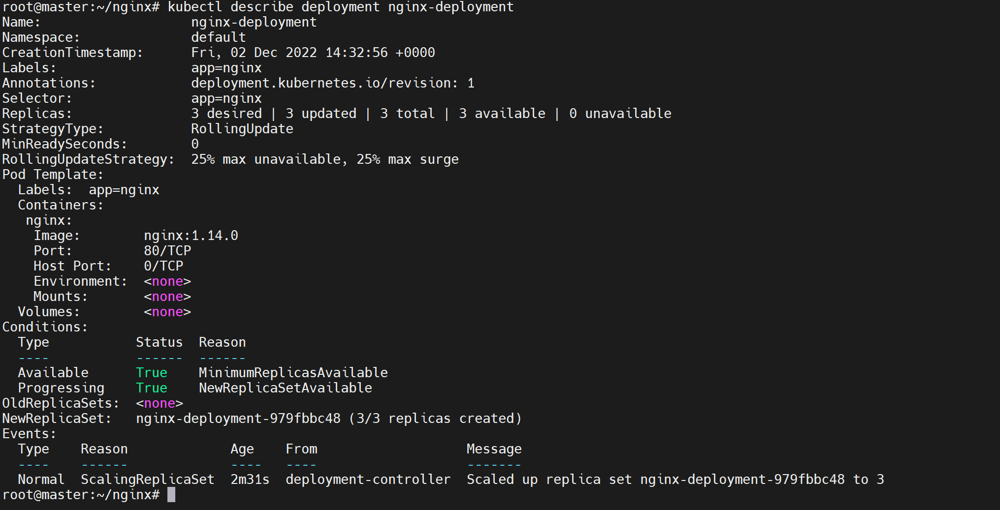 root@master:~/nginx# kubectl describe deployment nginx-deployment
Name:                   nginx-deployment
Namespace:              default
CreationTimestamp:      Fri, 02 Dec 2022 14:32:56 +0000
Labels:                 app=nginx
Annotations:            deployment.kubernetes.io/revision: 1
Selector:               app=nginx
Replicas:               3 desired | 3 updated | 3 total | 3 available | 0 unavailable
StrategyType:           RollingUpdate
MinReadySeconds:        0
RollingUpdateStrategy:  25% max unavailable, 25% max surge
Pod Template:
  Labels:  app=nginx
  Containers:
   nginx:
    Image:        nginx:1.14.0
    Port:         80/TCP
    Host Port:    0/TCP
    Environment:  <none>
    Mounts:       <none>
  Volumes:        <none>
Conditions:
  Type           Status  Reason
  ----           ------  ------
  Available      True    MinimumReplicasAvailable
  Progressing    True    NewReplicaSetAvailable
OldReplicaSets:  <none>
NewReplicaSet:   nginx-deployment-979fbbc48 (3/3 replicas created)
Events:
  Type    Reason             Age    From                   Message
  ----    ------             ----   ----                   -------
  Normal  ScalingReplicaSet  2m31s  deployment-controller  Scaled up replica set nginx-deployment-979fbbc48 to 3
root@master:~/nginx#